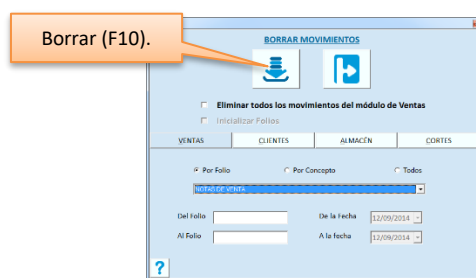 Borrar (F10).
BORRAR MOVIMIENTOS
Eliminar todos los movimientos del módulo de Ventas
Inicializar Folios
VENTAS CLIENTES ALMACÉN CORTES
Por Folio Por Concepto Todos
NOTAS DE VENTA
Del Folio De la Fecha 12/09/2014
Al Folio A la fecha 12/09/2014
?